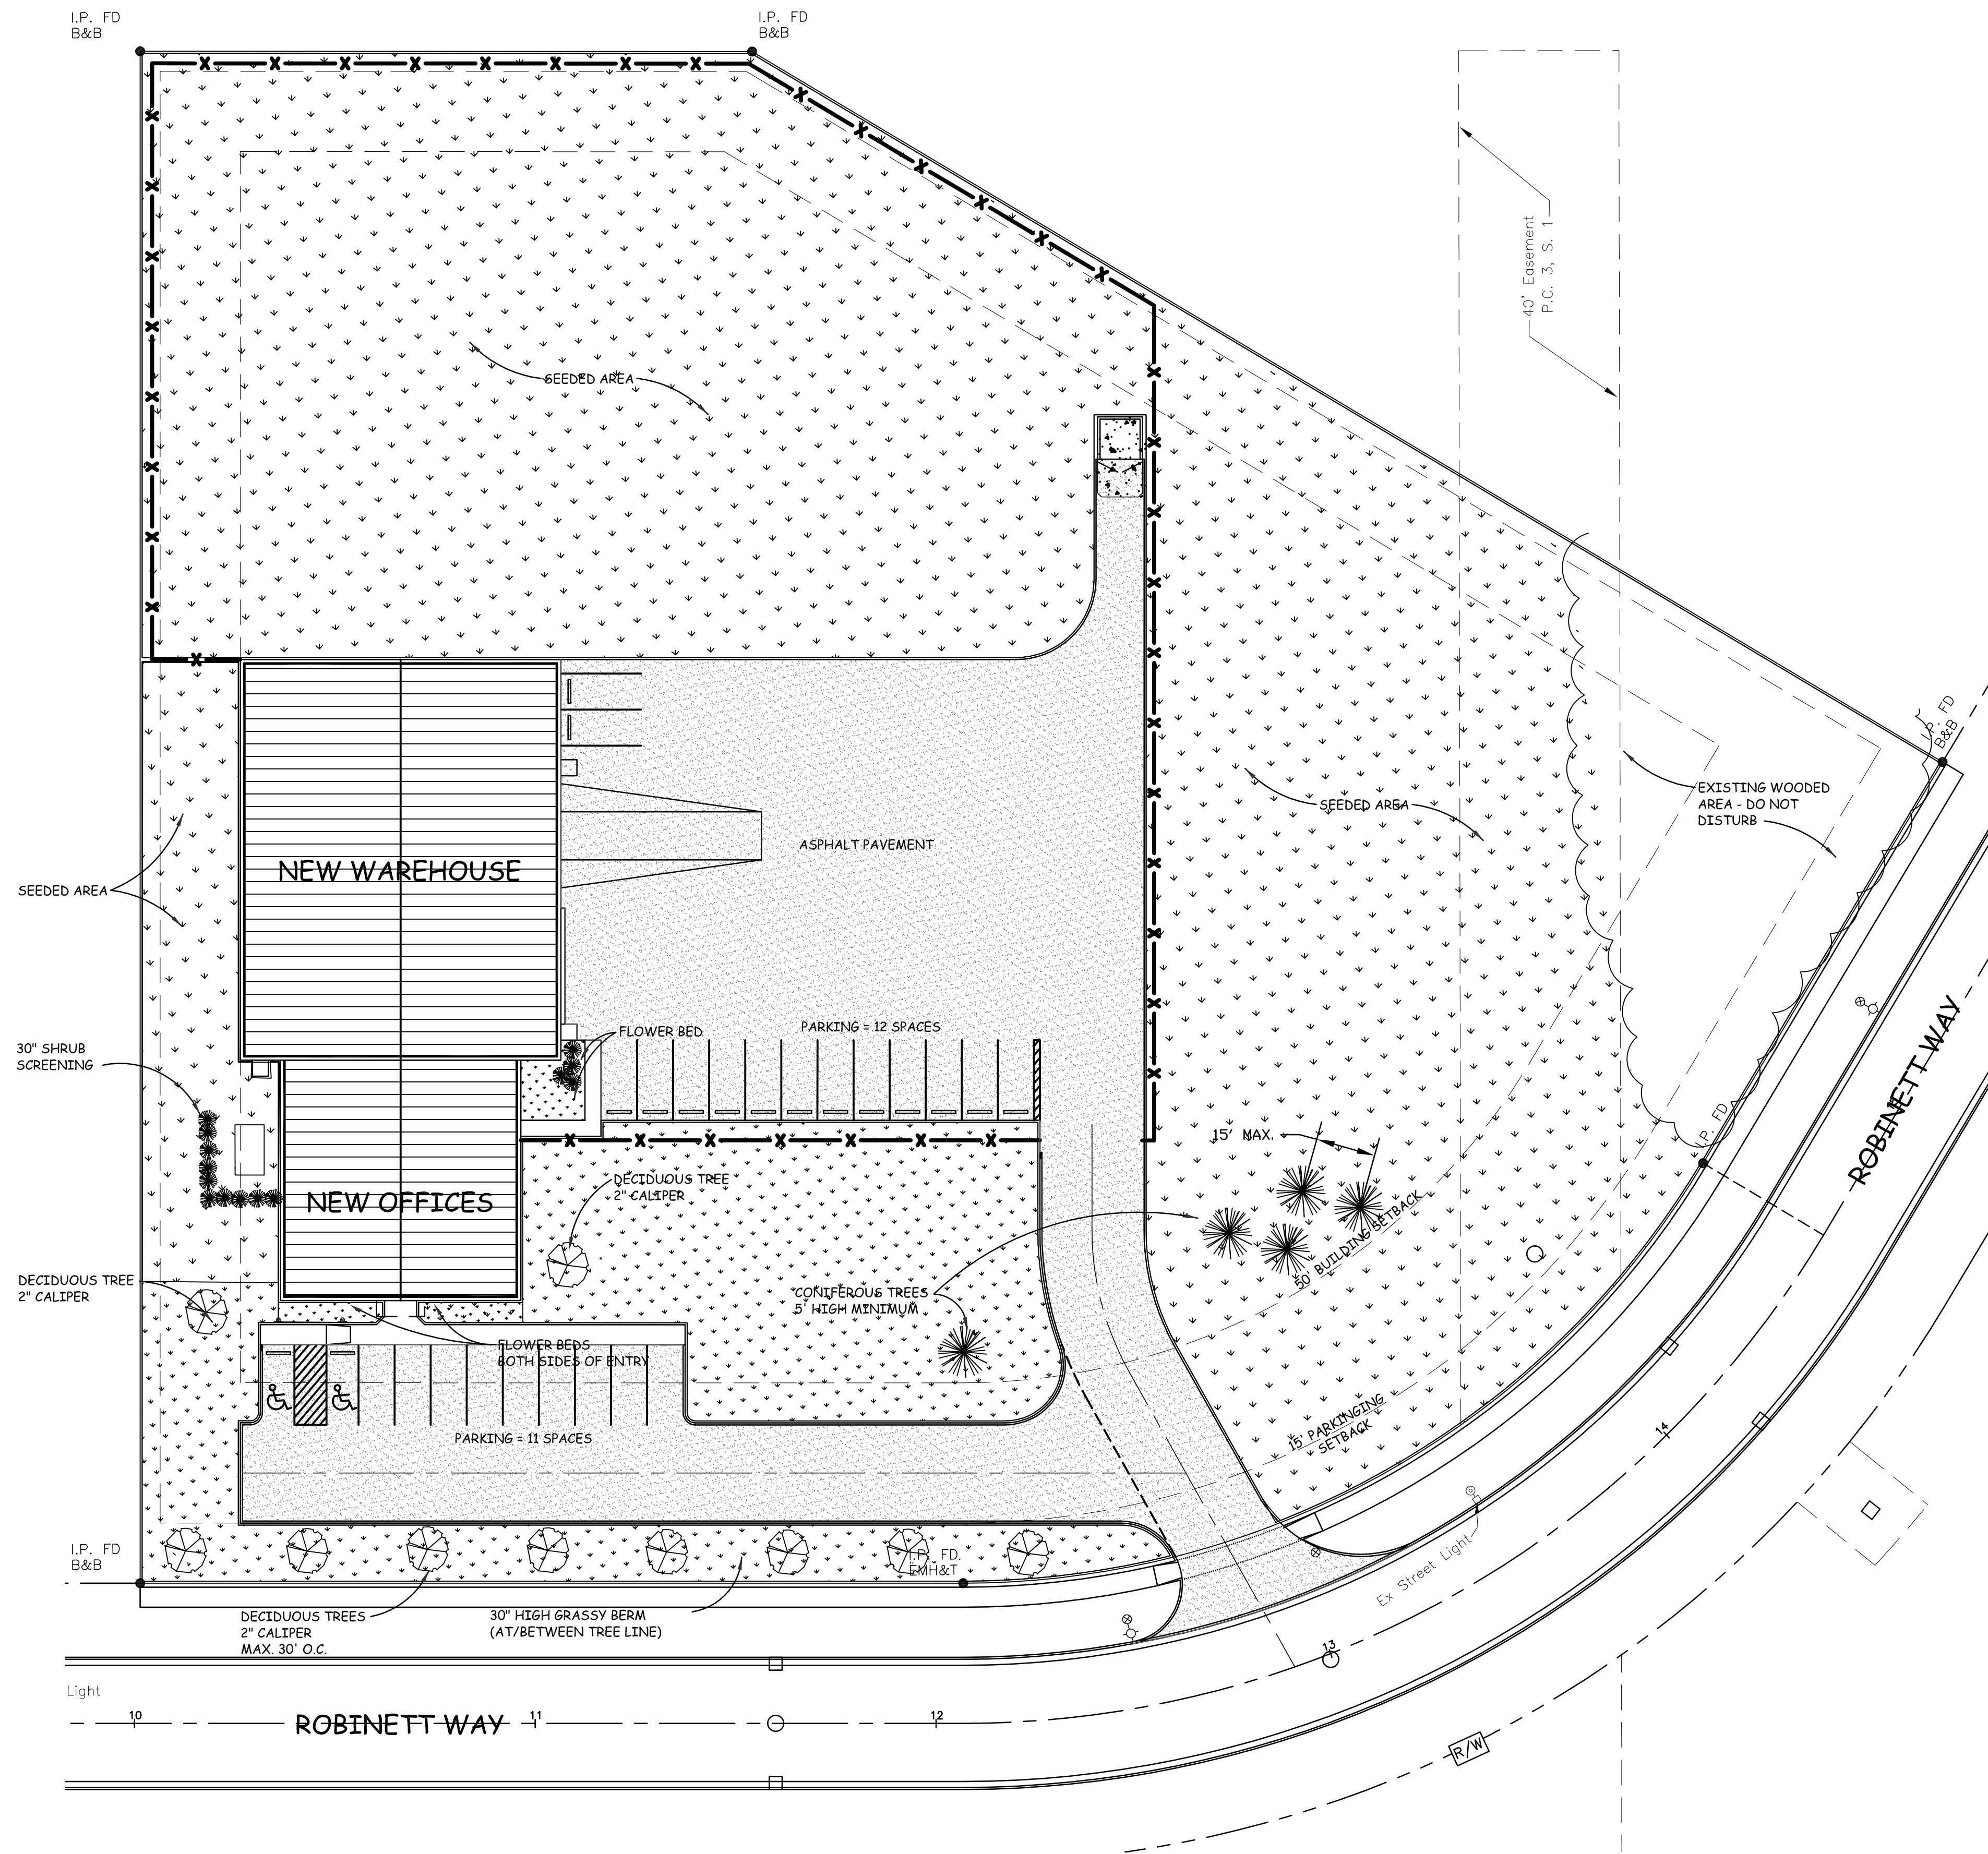 I.P. FD
B&B
I.P. FD
B&B
40' Easement
P.C. 3, S. 1
SEEDED AREA
I.P. FD
B&B
EXISTING WOODED
AREA - DO NOT
DISTURB
SEEDED AREA
ASPHALT PAVEMENT
NEW WAREHOUSE
SEEDED AREA
FLOWER BED
PARKING = 12 SPACES
30" SHRUB
SCREENING
ROBINETT WAY
I.P. FD
15' MAX.
DECIDUOUS TREE
2" CALIPER
NEW OFFICES
50' BUILDING SETBACK
DECIDUOUS TREE
2" CALIPER
CONIFEROUS TREES
5' HIGH MINIMUM
FLOWER BEDS
BOTH SIDES OF ENTRY
15' PARKINGING
SETBACK
PARKING = 11 SPACES
14
I.P. FD
B&B
I.P. FD.
EMH&T
Ex Street Light
DECIDUOUS TREES
2" CALIPER
MAX. 30' O.C.
30" HIGH GRASSY BERM
(AT/BETWEEN TREE LINE)
13
Light
10
ROBINETT WAY
11
12
R/W